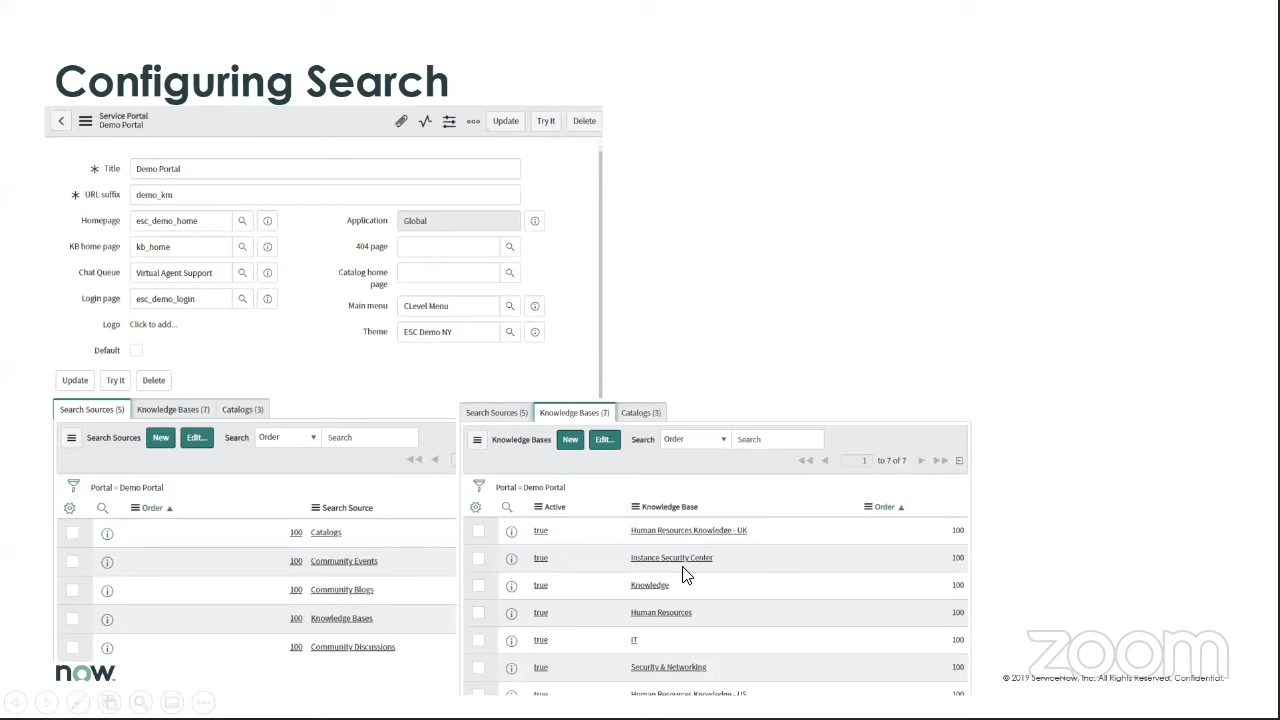 Configuring Search
Service Portal
Demo Portal
Update
Try It
Delete
Title
Demo Portal
URL suffix
demo_km
Homepage
esc_demo_home
Application
Global
KB home page
kb_home
404 page
Chat Queue
Virtual Agent Support
Catalog home
page
Login page
esc_demo_login
Main menu
CLevel Menu
Logo
Click to add...
Theme
ESC Demo NY
Default
Update
Try It
Delete
Search Sources (5)
Knowledge Bases (7)
Catalogs (3)
Search Sources
New
Edit...
Search
Order
Search
Portal = Demo Portal
Order
Search Source
100 Catalogs
100 Community Events
100 Community Blogs
100 Knowledge Bases
100 Community Discussions
Search Sources (5)
Knowledge Bases (7)
Catalogs (3)
Knowledge Bases
New
Edit...
Search
Order
Search
1 to 7 of 7
Portal = Demo Portal
Active
Knowledge Base
Order
true Human Resources Knowledge - UK 100
true Instance Security Center 100
true Knowledge 100
true Human Resources 100
true IT 100
true Security & Networking 100
true Human Resources Knowledge - US 100
now
zoom
© 2019 ServiceNow, Inc. All Rights Reserved. Confidential.